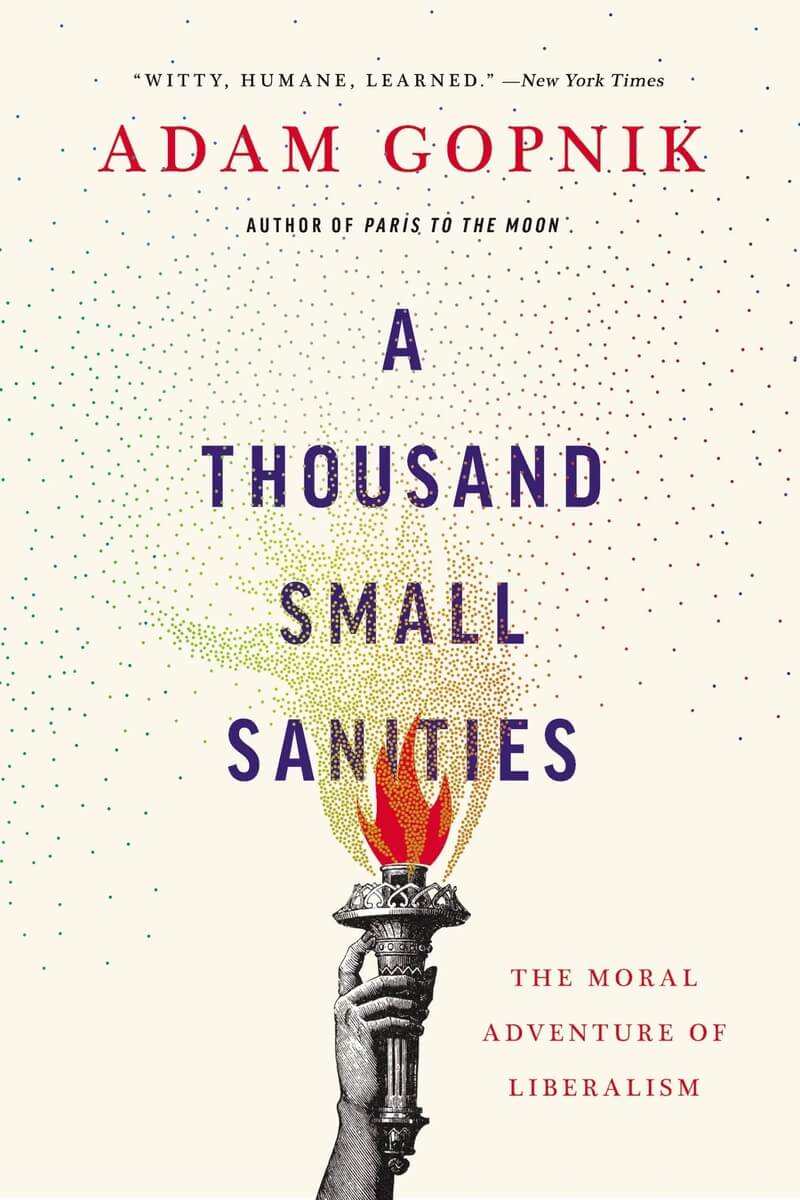 “WITTY, HUMANE, LEARNED.” —New York Times
ADAM GOPNIK
AUTHOR OF PARIS TO THE MOON
A
THOUSAND
SMALL
SANITIES
THE MORAL
ADVENTURE OF
LIBERALISM